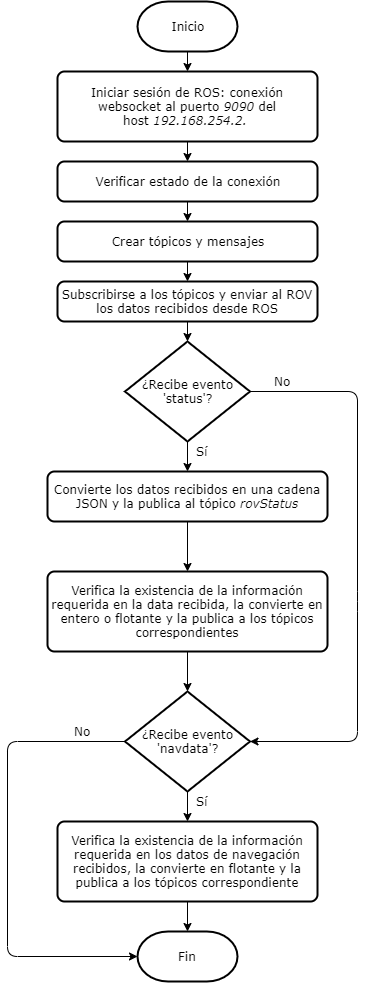 Inicio
Iniciar sesión de ROS: conexión
websocket al puerto 9090 del
host 192.168.254.2.
Verificar estado de la conexión
Crear tópicos y mensajes
Subscribirse a los tópicos y enviar al ROV
los datos recibidos desde ROS
¿Recibe evento
'status'?
No
Sí
Convierte los datos recibidos en una cadena
JSON y la publica al tópico rovStatus
Verifica la existencia de la información
requerida en la data recibida, la convierte en
entero o flotante y la publica a los tópicos
correspondientes
No
¿Recibe evento
'navdata'?
Sí
Verifica la existencia de la información
requerida en los datos de navegación
recibidos, la convierte en flotante y la
publica a los tópicos correspondiente
Fin